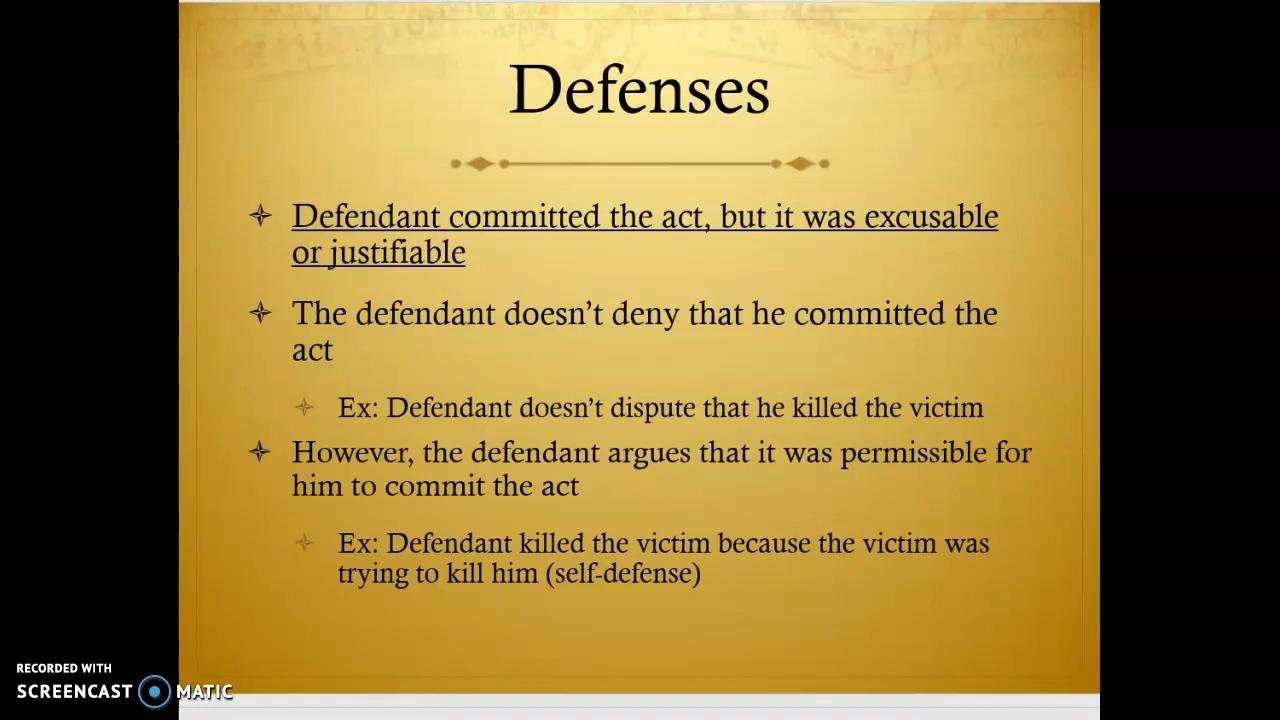 Defenses
Defendant committed the act, but it was excusable
or justifiable
The defendant doesn't deny that he committed the
act
Ex: Defendant doesn't dispute that he killed the victim
However, the defendant argues that it was permissible for
him to commit the act
Ex: Defendant killed the victim because the victim was
trying to kill him (self-defense)
RECORDED WITH
SCREENCAST MATIC